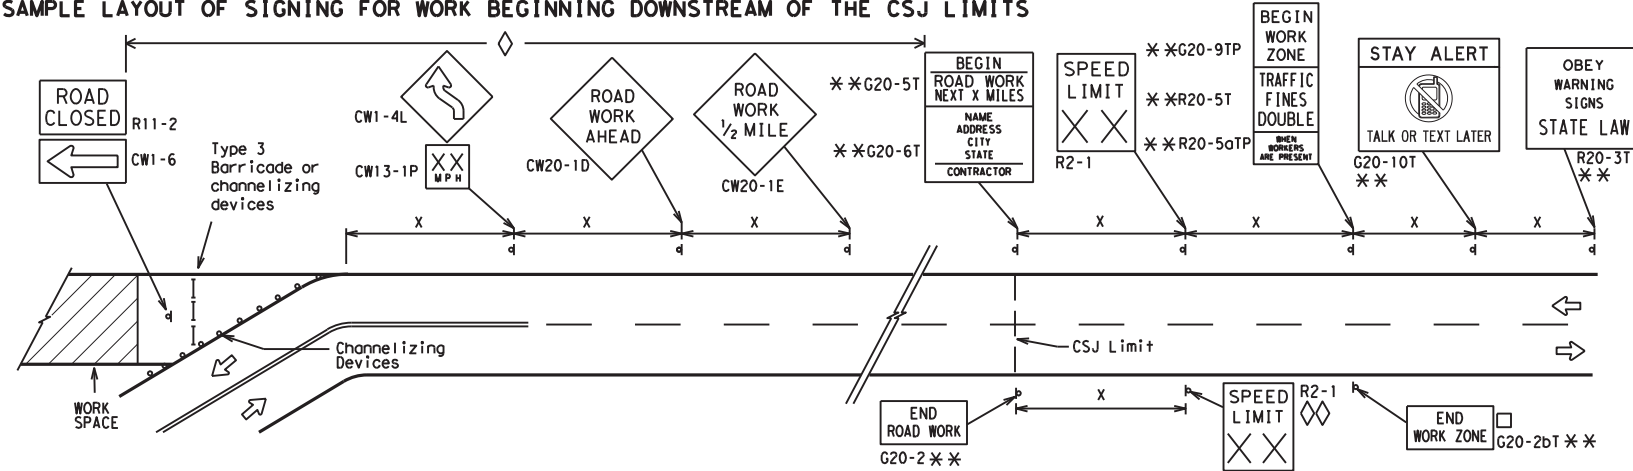 SAMPLE LAYOUT OF SIGNING FOR WORK BEGINNING DOWNSTREAM OF THE CSJ LIMITS
ROAD
CLOSED
R11-2
CW1-6
Type 3
Barricade or
channelizing
devices
CW1-4L
CW13-1P
XX
MPH
ROAD
WORK
AHEAD
CW20-1D
ROAD
WORK
1/2 MILE
CW20-1E
**G20-5T
**G20-6T
BEGIN
ROAD WORK
NEXT X MILES
NAME
ADDRESS
CITY
STATE
CONTRACTOR
SPEED
LIMIT
XX
R2-1
**G20-9TP
**R20-5T
**R20-5aTP
BEGIN
WORK
ZONE
TRAFFIC
FINES
DOUBLE
WHEN
WORKERS
ARE PRESENT
STAY ALERT
TALK OR TEXT LATER
G20-10T
**
OBEY
WARNING
SIGNS
STATE LAW
R20-3T
**
X
X
X
X
X
X
X
Channelizing
Devices
CSJ Limit
WORK
SPACE
END
ROAD WORK
G20-2**
X
SPEED
LIMIT
XX
R2-1
END
WORK ZONE
G20-2bT **